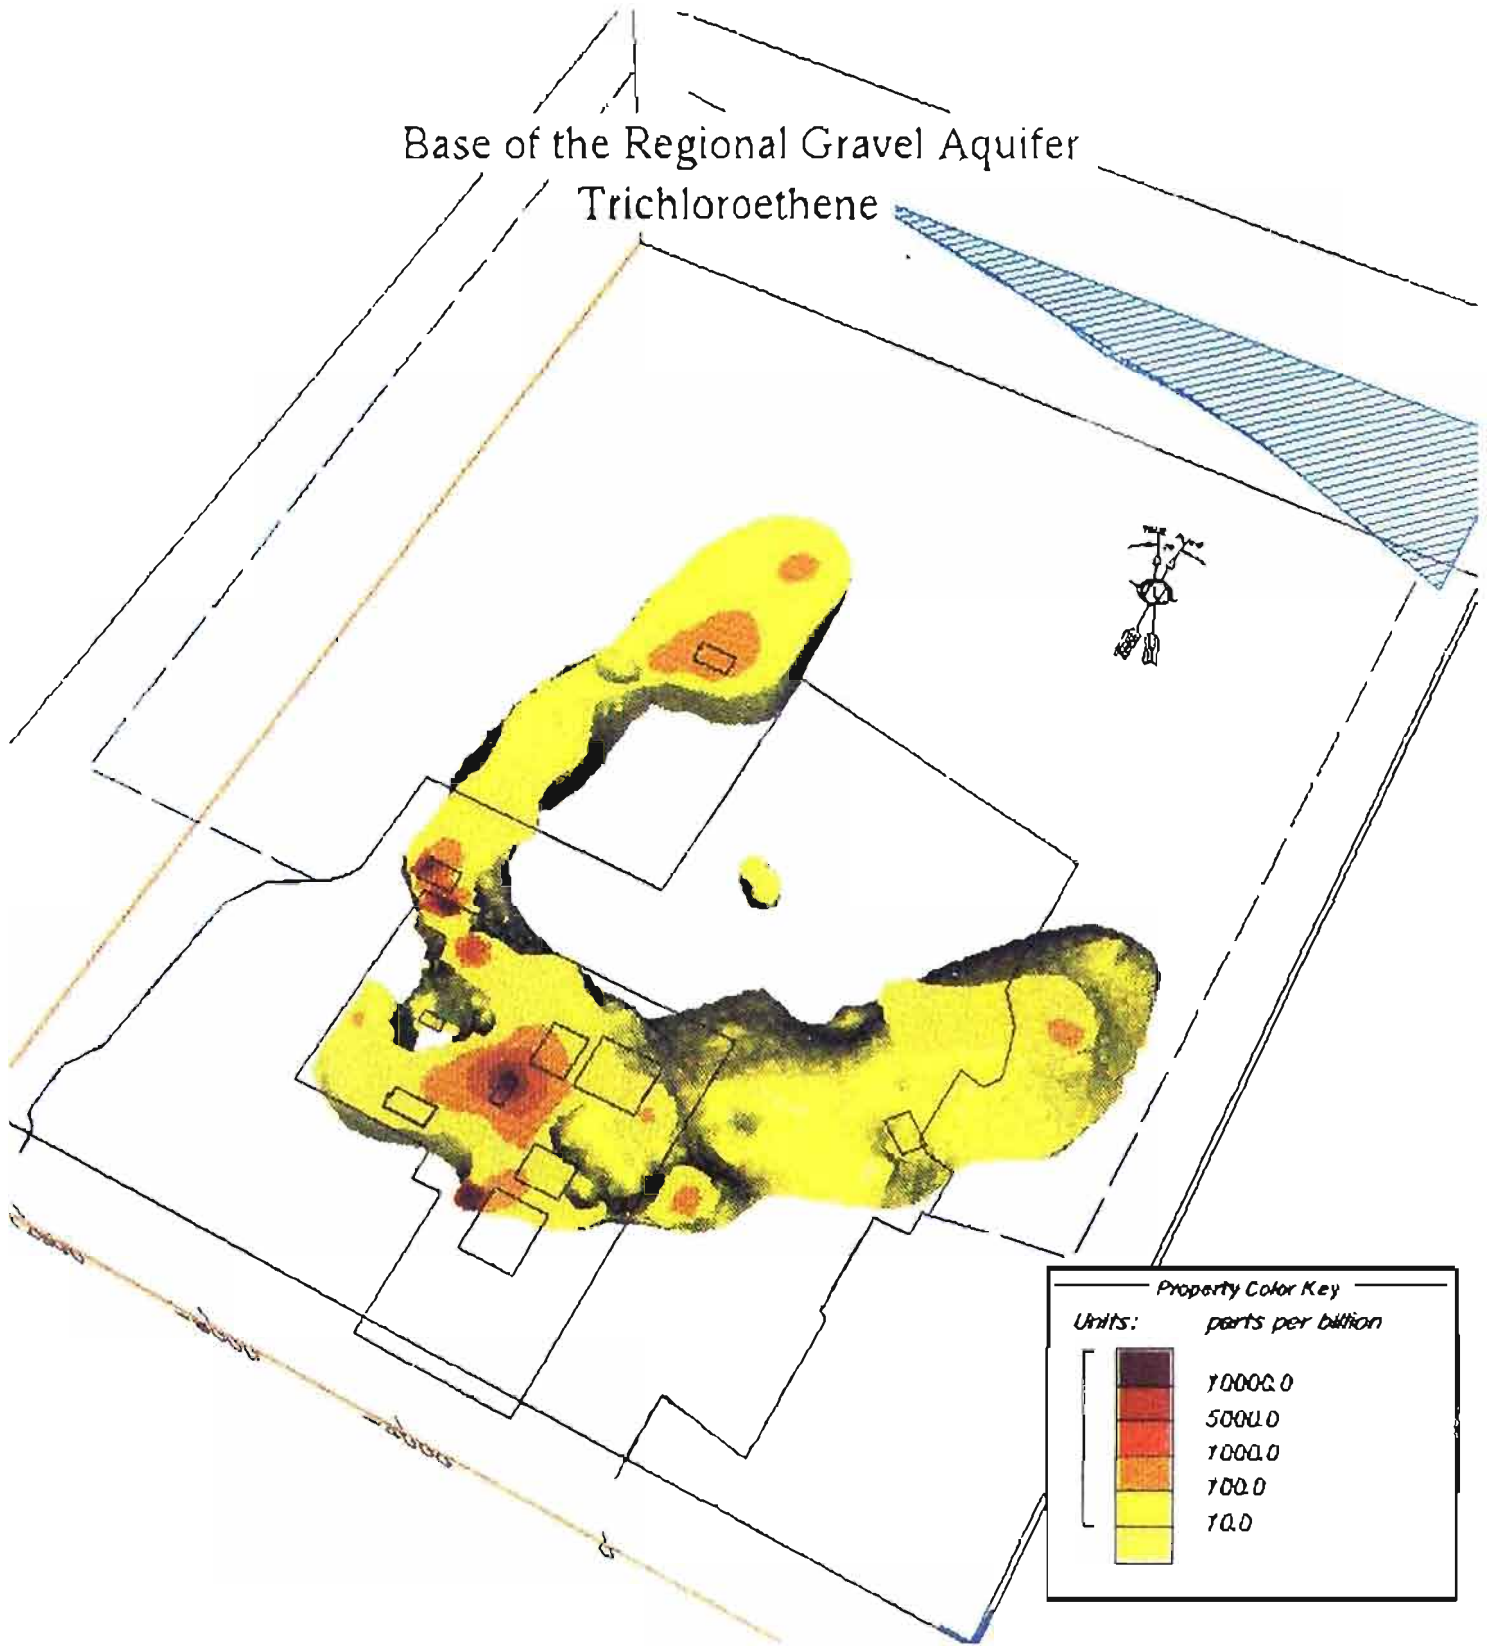 Base of the Regional Gravel Aquifer
Trichloroethene
Property Color Key
Units: parts per billion
10000.0
5000.0
1000.0
100.0
10.0